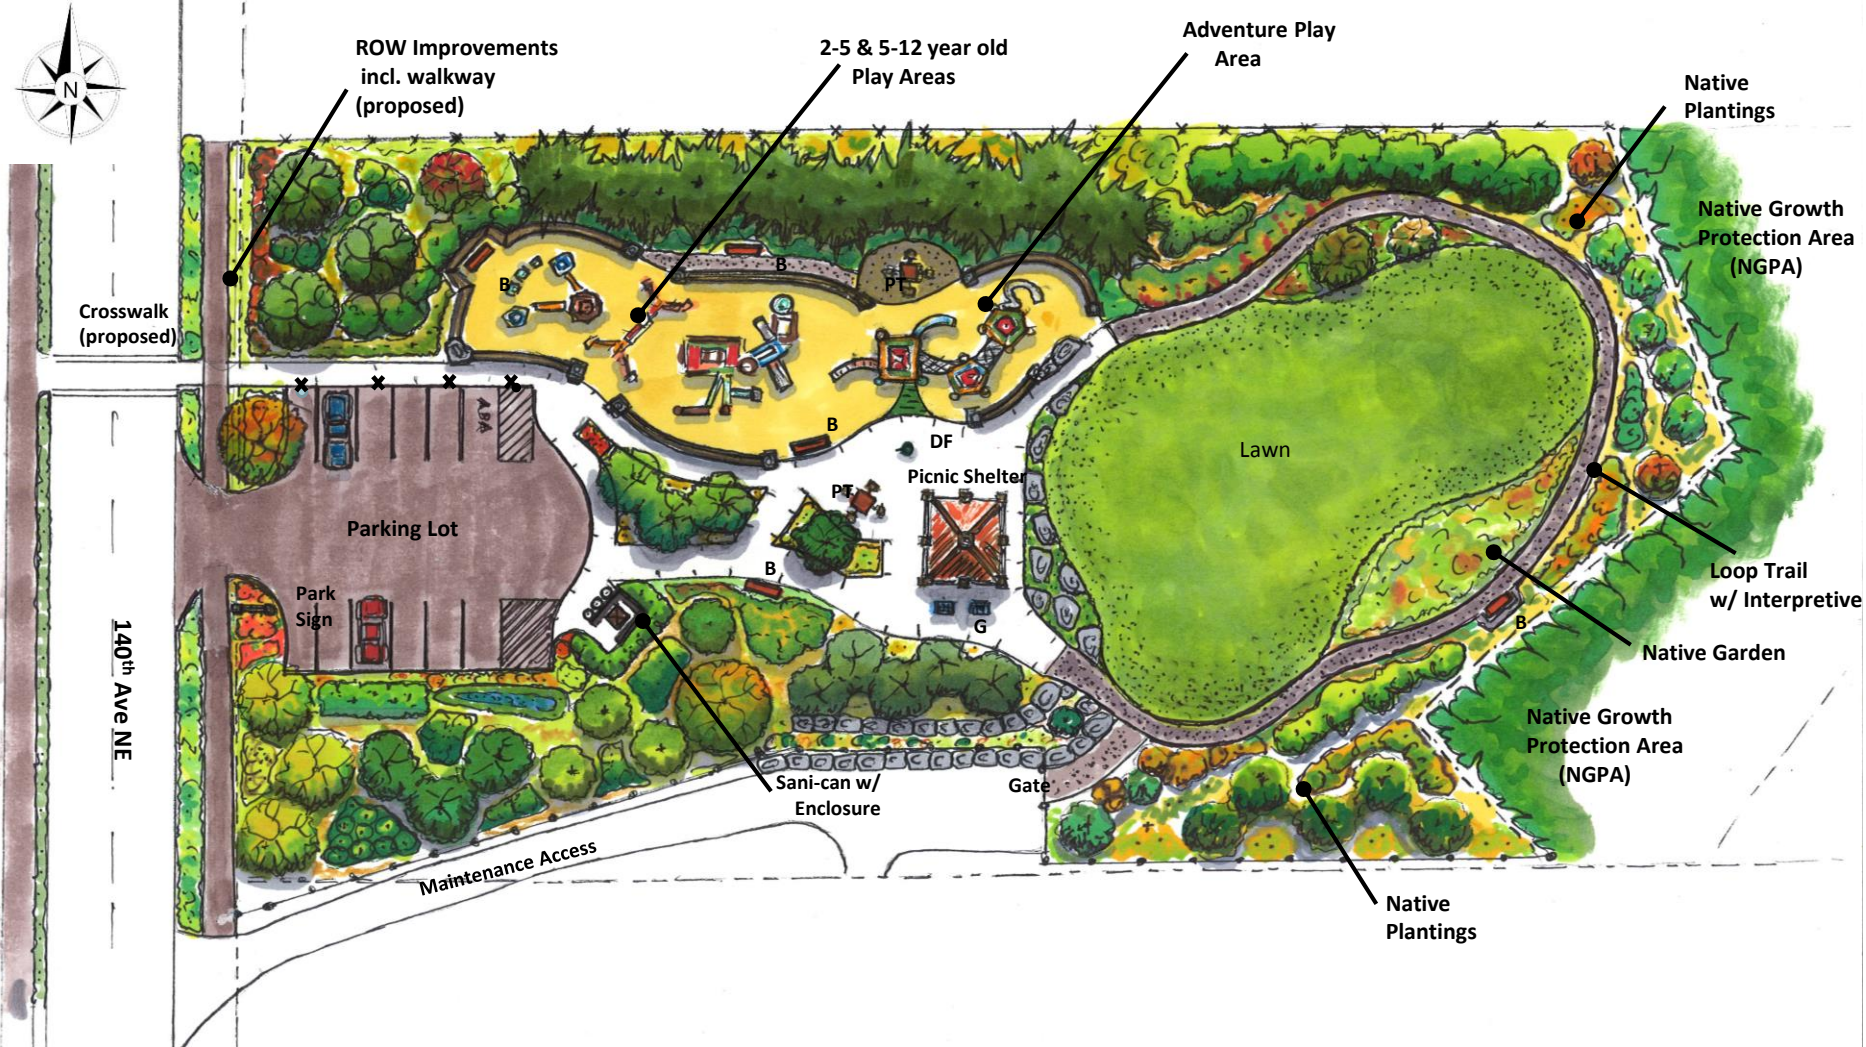 N
ROW Improvements
incl. walkway
(proposed)
2-5 & 5-12 year old
Play Areas
Adventure Play
Area
Native
Plantings
Native Growth
Protection Area
(NGPA)
Crosswalk
(proposed)
B
B
PT
ADA
B
DF
Lawn
Picnic Shelter
PT
Parking Lot
B
Park
Sign
G
Loop Trail
w/ Interpretive
B
Native Garden
140th Ave NE
Native Growth
Protection Area
(NGPA)
Sani-can w/
Enclosure
Gate
Maintenance Access
Native
Plantings